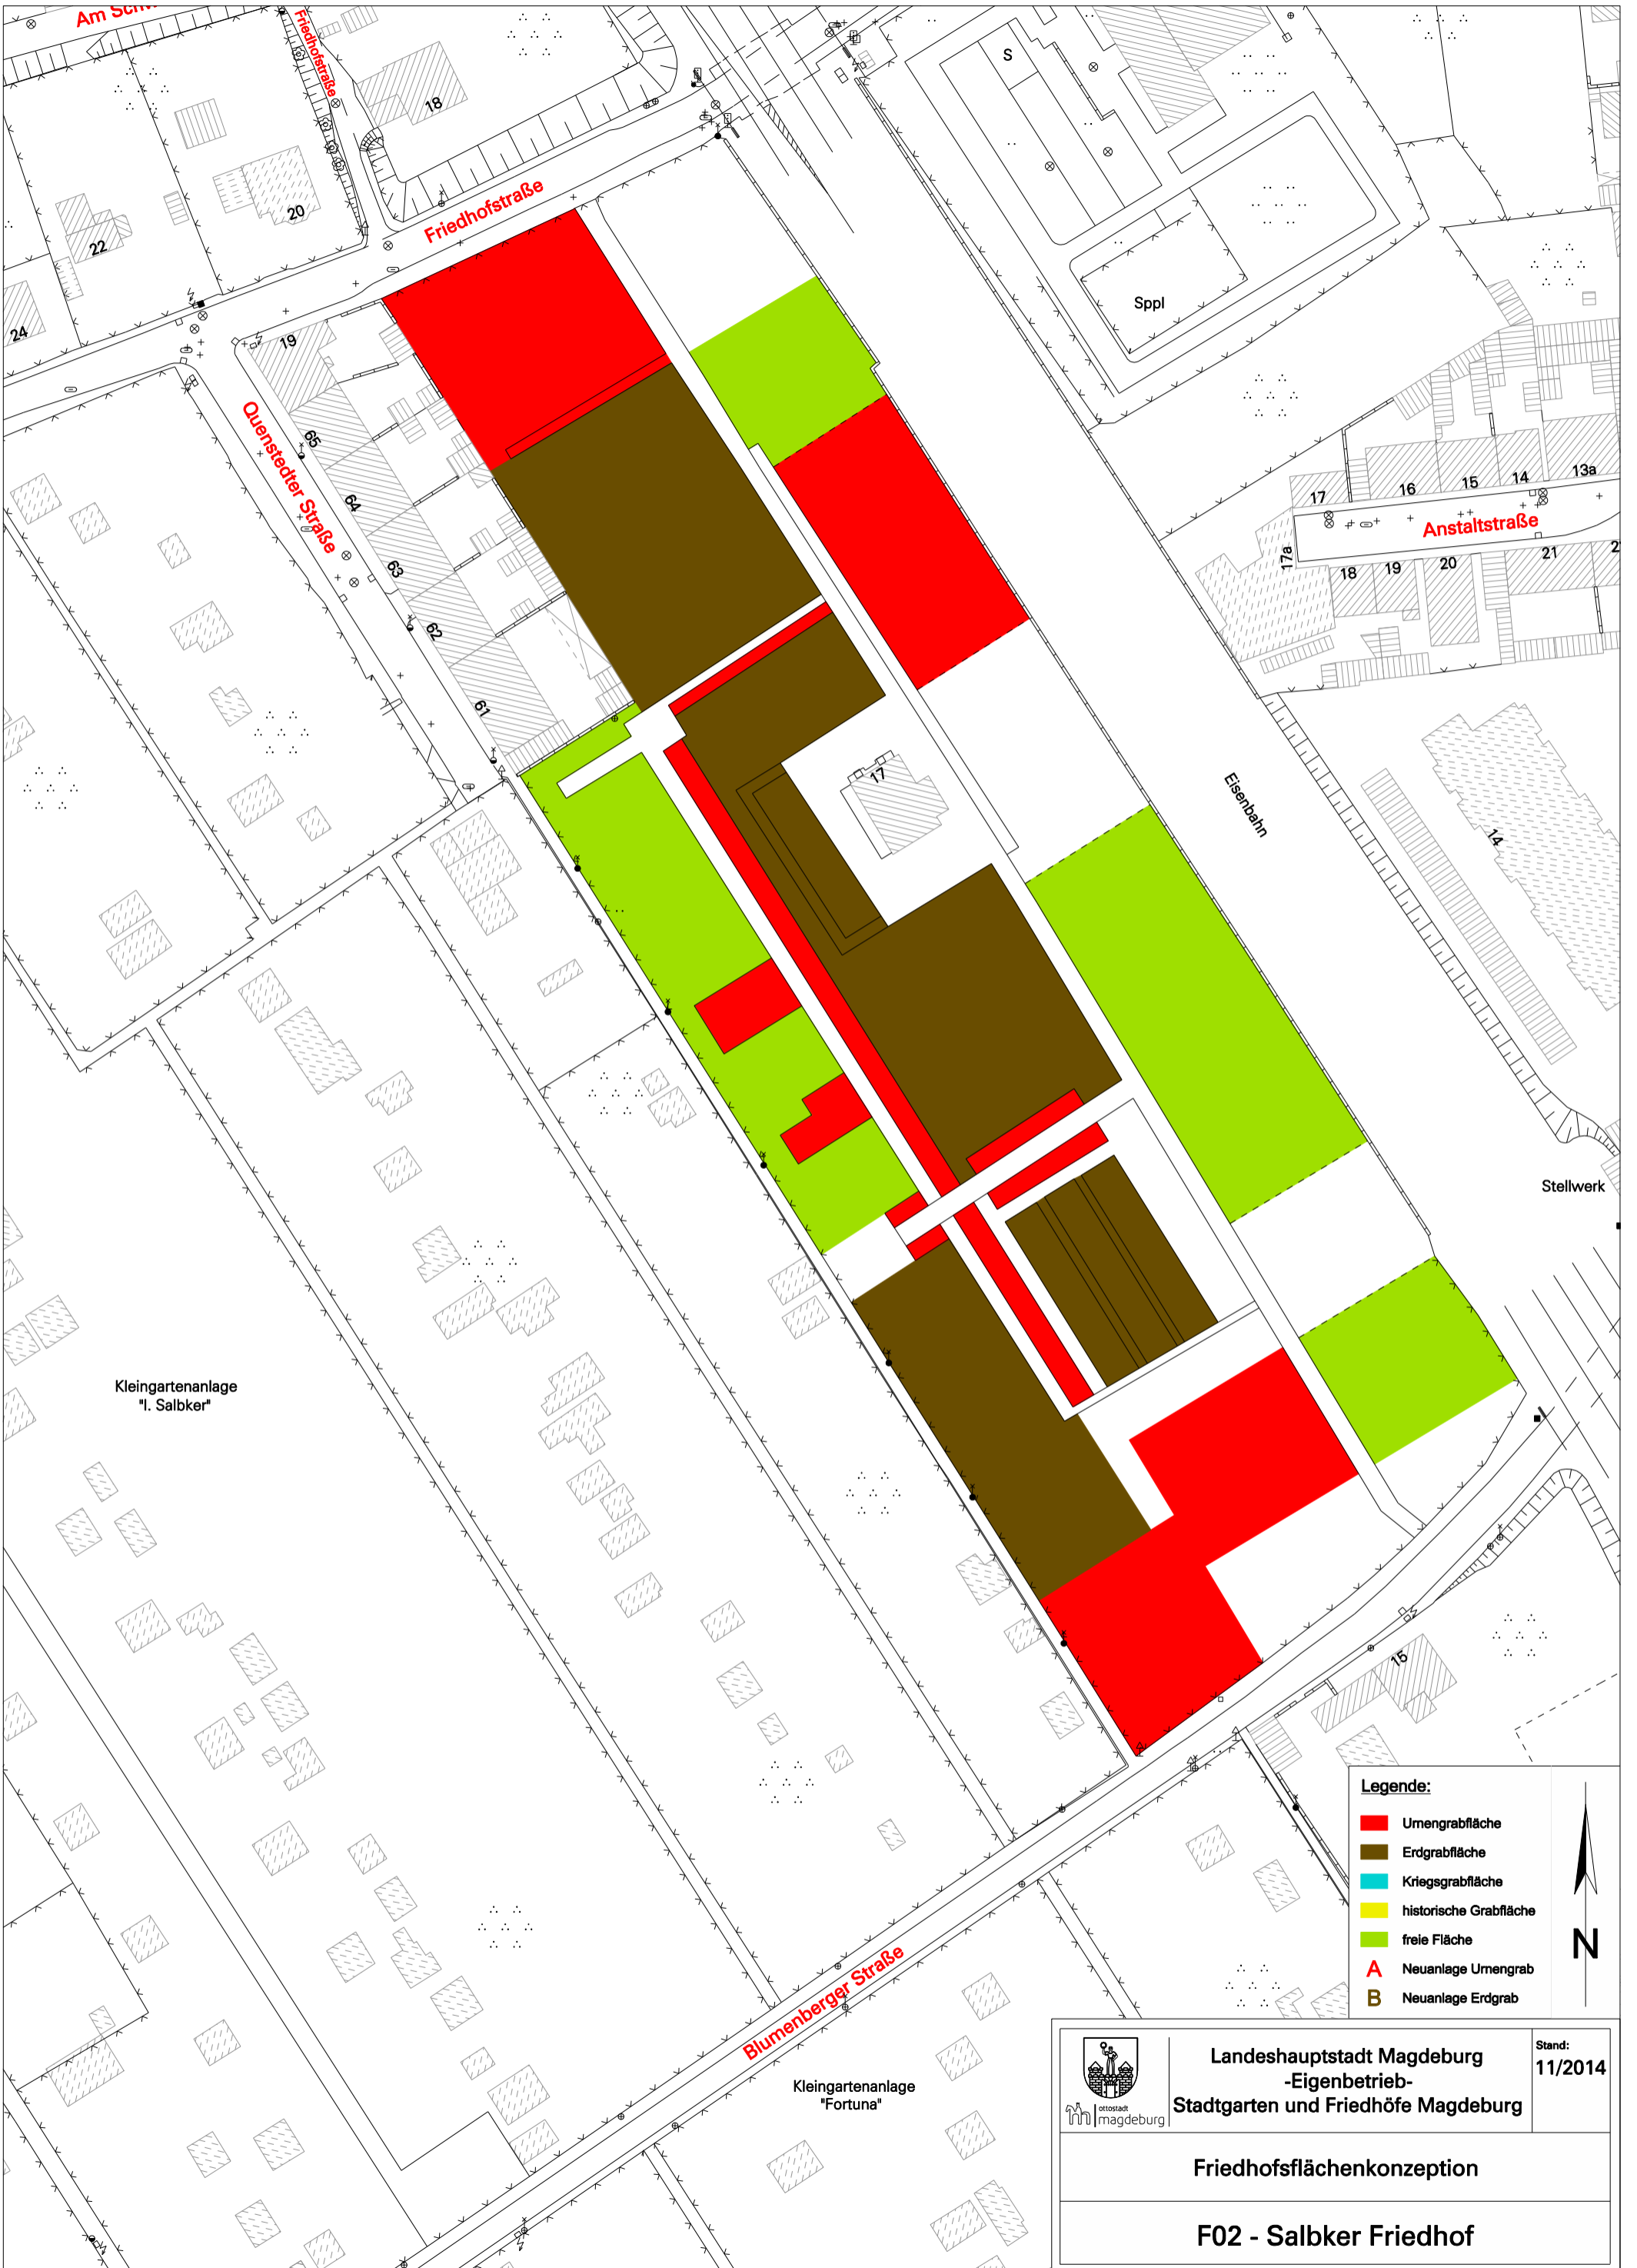 Friedhofstraße
18
20
22
24
Friedhofstraße
19
Quenstedter Straße
65
64
63
62
61
S
Sppl
17
16
15
14
13a
Anstaltstraße
17a
18
19
20
21
17
Eisenbahn
14
Stellwerk
Kleingartenanlage
"I. Salbker"
15
Blumenberger Straße
Kleingartenanlage
"Fortuna"
Legende:
Urnengrabfläche
Erdgrabfläche
Kriegsgrabfläche
historische Grabfläche
freie Fläche
A Neuanlage Urnengrab
B Neuanlage Erdgrab
N
ottostadt
magdeburg
Landeshauptstadt Magdeburg
-Eigenbetrieb-
Stadtgarten und Friedhöfe Magdeburg
Stand:
11/2014
Friedhofsflächenkonzeption
F02 - Salbker Friedhof